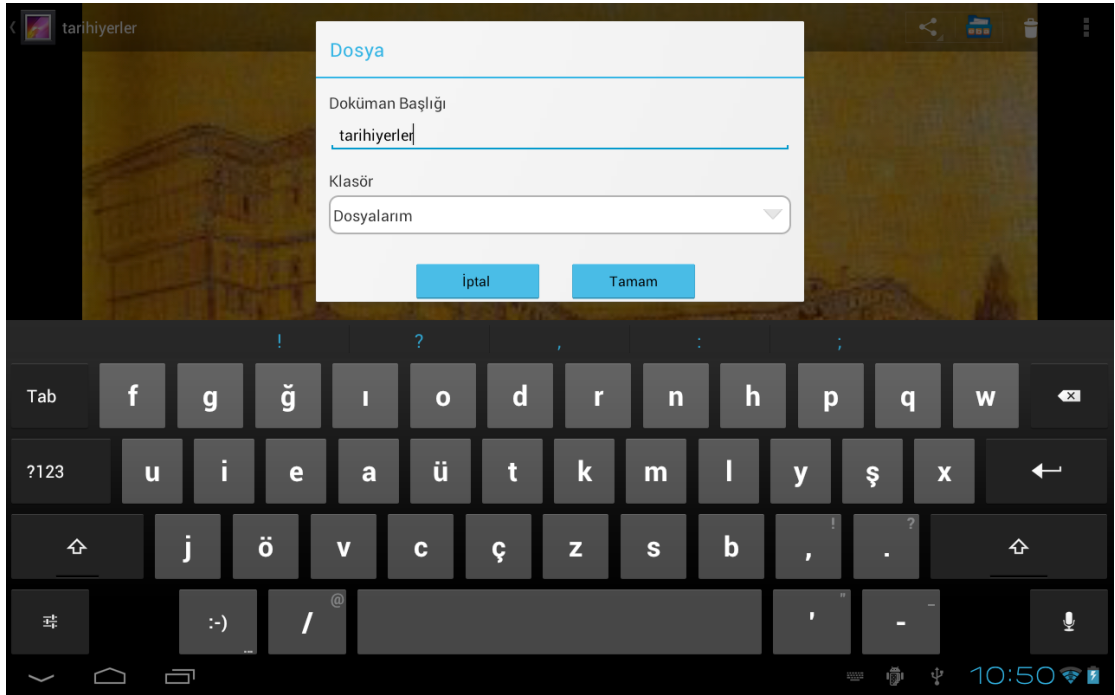 tarihiyerler
Dosya
Doküman Başlığı
tarihiyerler
Klasör
Dosyalarım
İptal
Tamam
! ? , : ;
Tab f g ğ ı o d r n h p q w
?123 u i e a ü t k m l y ş x
j ö v c ç z s b , ! . ?
:-) ... / @ ' " - _
10:50